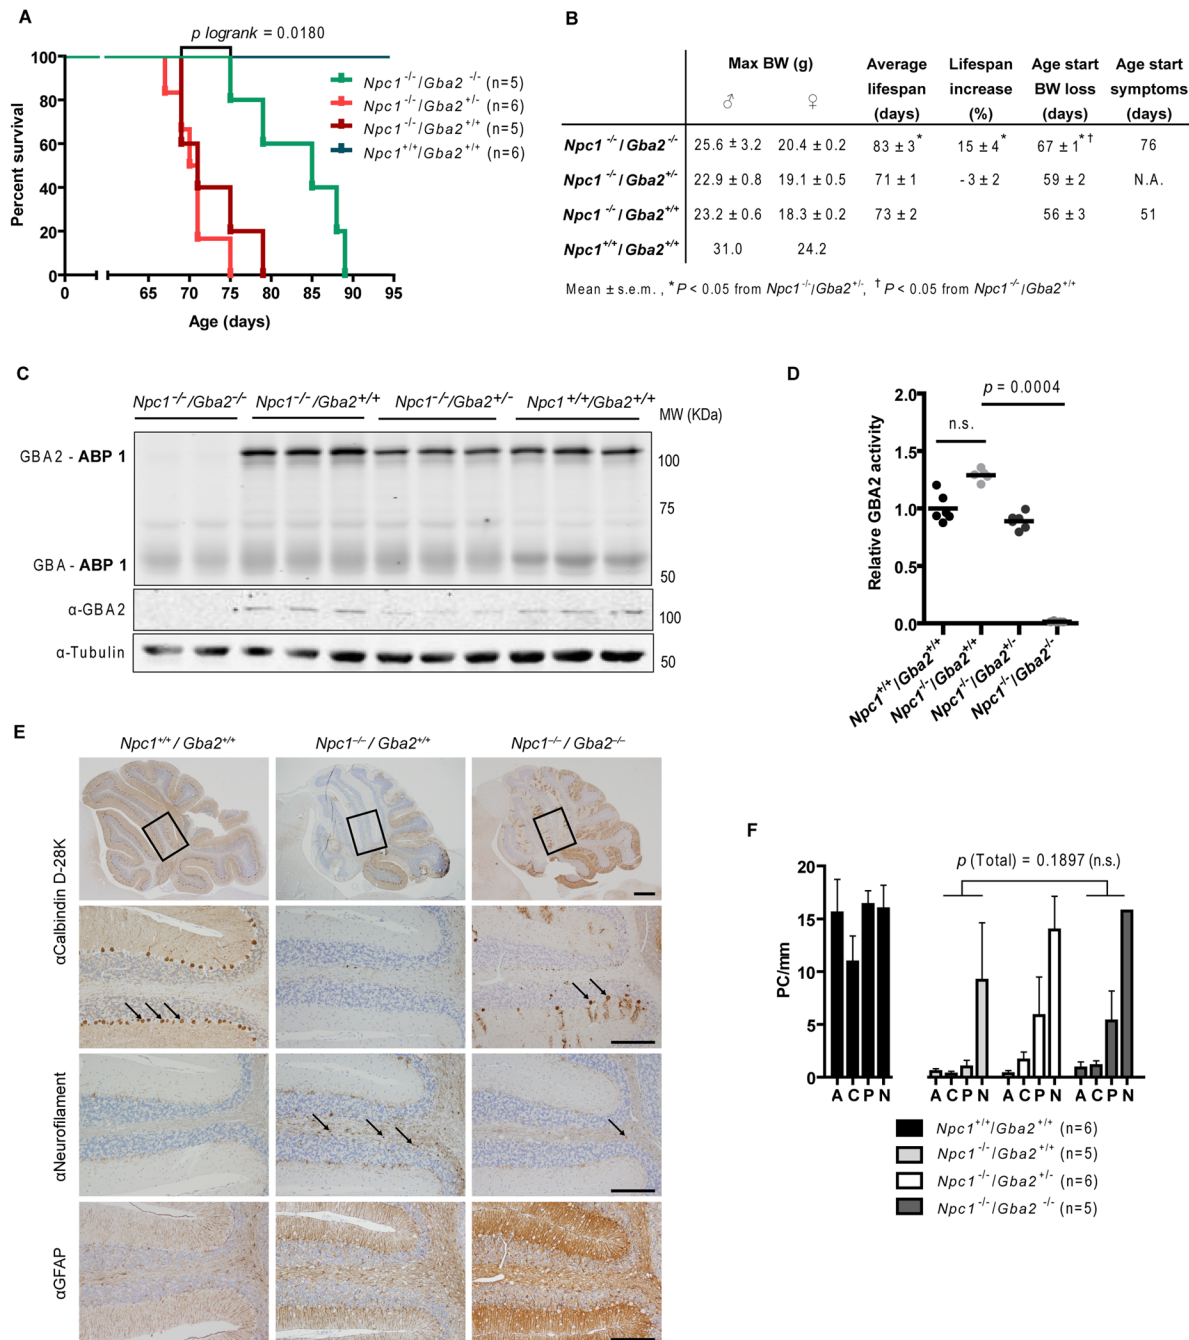 A
p logrank = 0.0180
Percent survival
100
80
60
40
20
0
0
65
70
75
80
85
90
95
Age (days)
Npc1-/-/Gba2-/- (n=5)
Npc1-/-/Gba2+/- (n=6)
Npc1-/-/Gba2+/+ (n=5)
Npc1+/+/Gba2+/+ (n=6)
B
Max BW (g) Average lifespan (days) Lifespan increase (%) Age start BW loss (days) Age start symptoms (days)
♂ ♀
Npc1-/-/Gba2-/- 25.6 ± 3.2 20.4 ± 0.2 83 ± 3* 15 ± 4* 67 ± 1*† 76
Npc1-/-/Gba2+/- 22.9 ± 0.8 19.1 ± 0.5 71 ± 1 -3 ± 2 59 ± 2 N.A.
Npc1-/-/Gba2+/+ 23.2 ± 0.6 18.3 ± 0.2 73 ± 2 56 ± 3 51
Npc1+/+/Gba2+/+ 31.0 24.2
Mean ± s.e.m. , *P < 0.05 from Npc1-/-/Gba2+/-, †P < 0.05 from Npc1-/-/Gba2+/+
C
Npc1-/-/Gba2-/- Npc1-/-/Gba2+/+ Npc1-/-/Gba2+/- Npc1+/+/Gba2+/+
MW (KDa)
GBA2 - ABP 1
100
75
GBA - ABP 1
50
α-GBA2
100
α-Tubulin
50
D
p = 0.0004
n.s.
Relative GBA2 activity
2.0
1.5
1.0
0.5
0.0
Npc1+/+/Gba2+/+
Npc1-/-/Gba2+/+
Npc1-/-/Gba2+/-
Npc1-/-/Gba2-/-
E
Npc1+/+/ Gba2+/+ Npc1–/–/ Gba2+/+ Npc1–/–/ Gba2–/–
αCalbindin D-28K
αNeurofilament
αGFAP
F
p (Total) = 0.1897 (n.s.)
PC/mm
20
15
10
5
0
A C P N A C P N A C P N A C P N
Npc1+/+/Gba2+/+ (n=6)
Npc1-/-/Gba2+/+ (n=5)
Npc1-/-/Gba2+/- (n=6)
Npc1-/-/Gba2 -/- (n=5)